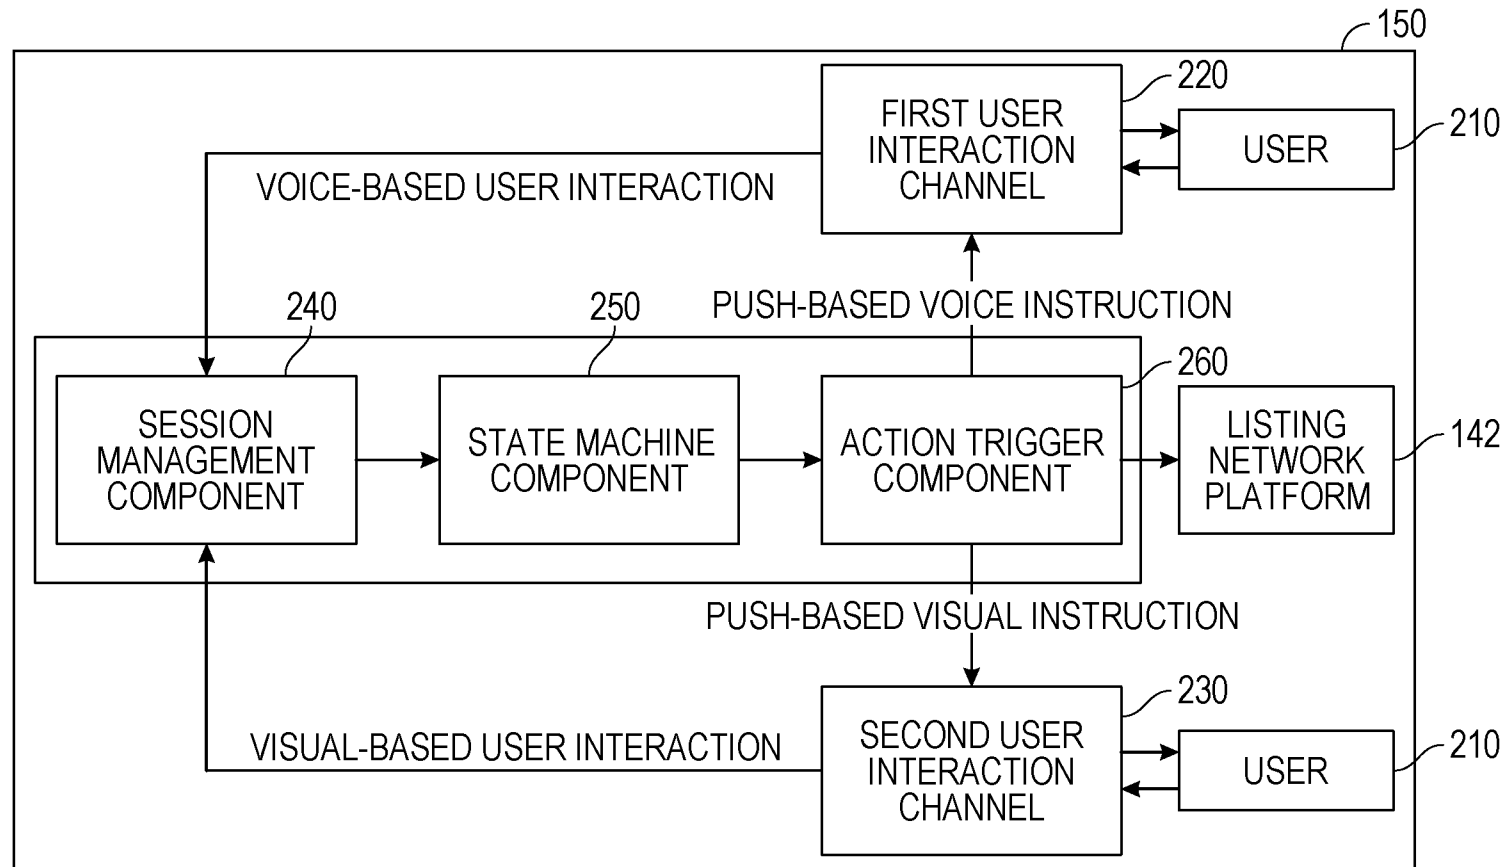 150
220
FIRST USER
INTERACTION
CHANNEL
USER
210
VOICE-BASED USER INTERACTION
240
250
PUSH-BASED VOICE INSTRUCTION
260
SESSION
MANAGEMENT
COMPONENT
STATE MACHINE
COMPONENT
ACTION TRIGGER
COMPONENT
LISTING
NETWORK
PLATFORM
142
PUSH-BASED VISUAL INSTRUCTION
230
VISUAL-BASED USER INTERACTION
SECOND USER
INTERACTION
CHANNEL
USER
210